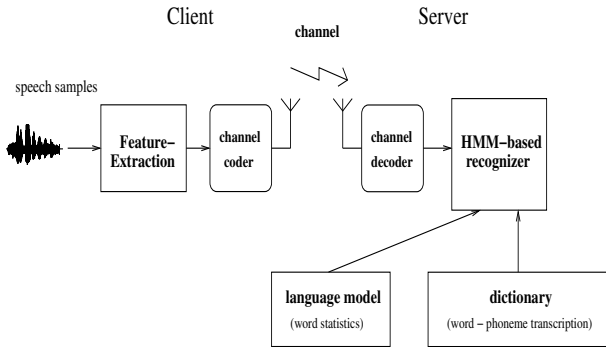 Client
Server
channel
speech samples
Feature−
Extraction
channel
coder
channel
decoder
HMM−based
recognizer
language model
(word statistics)
dictionary
(word − phoneme transcription)